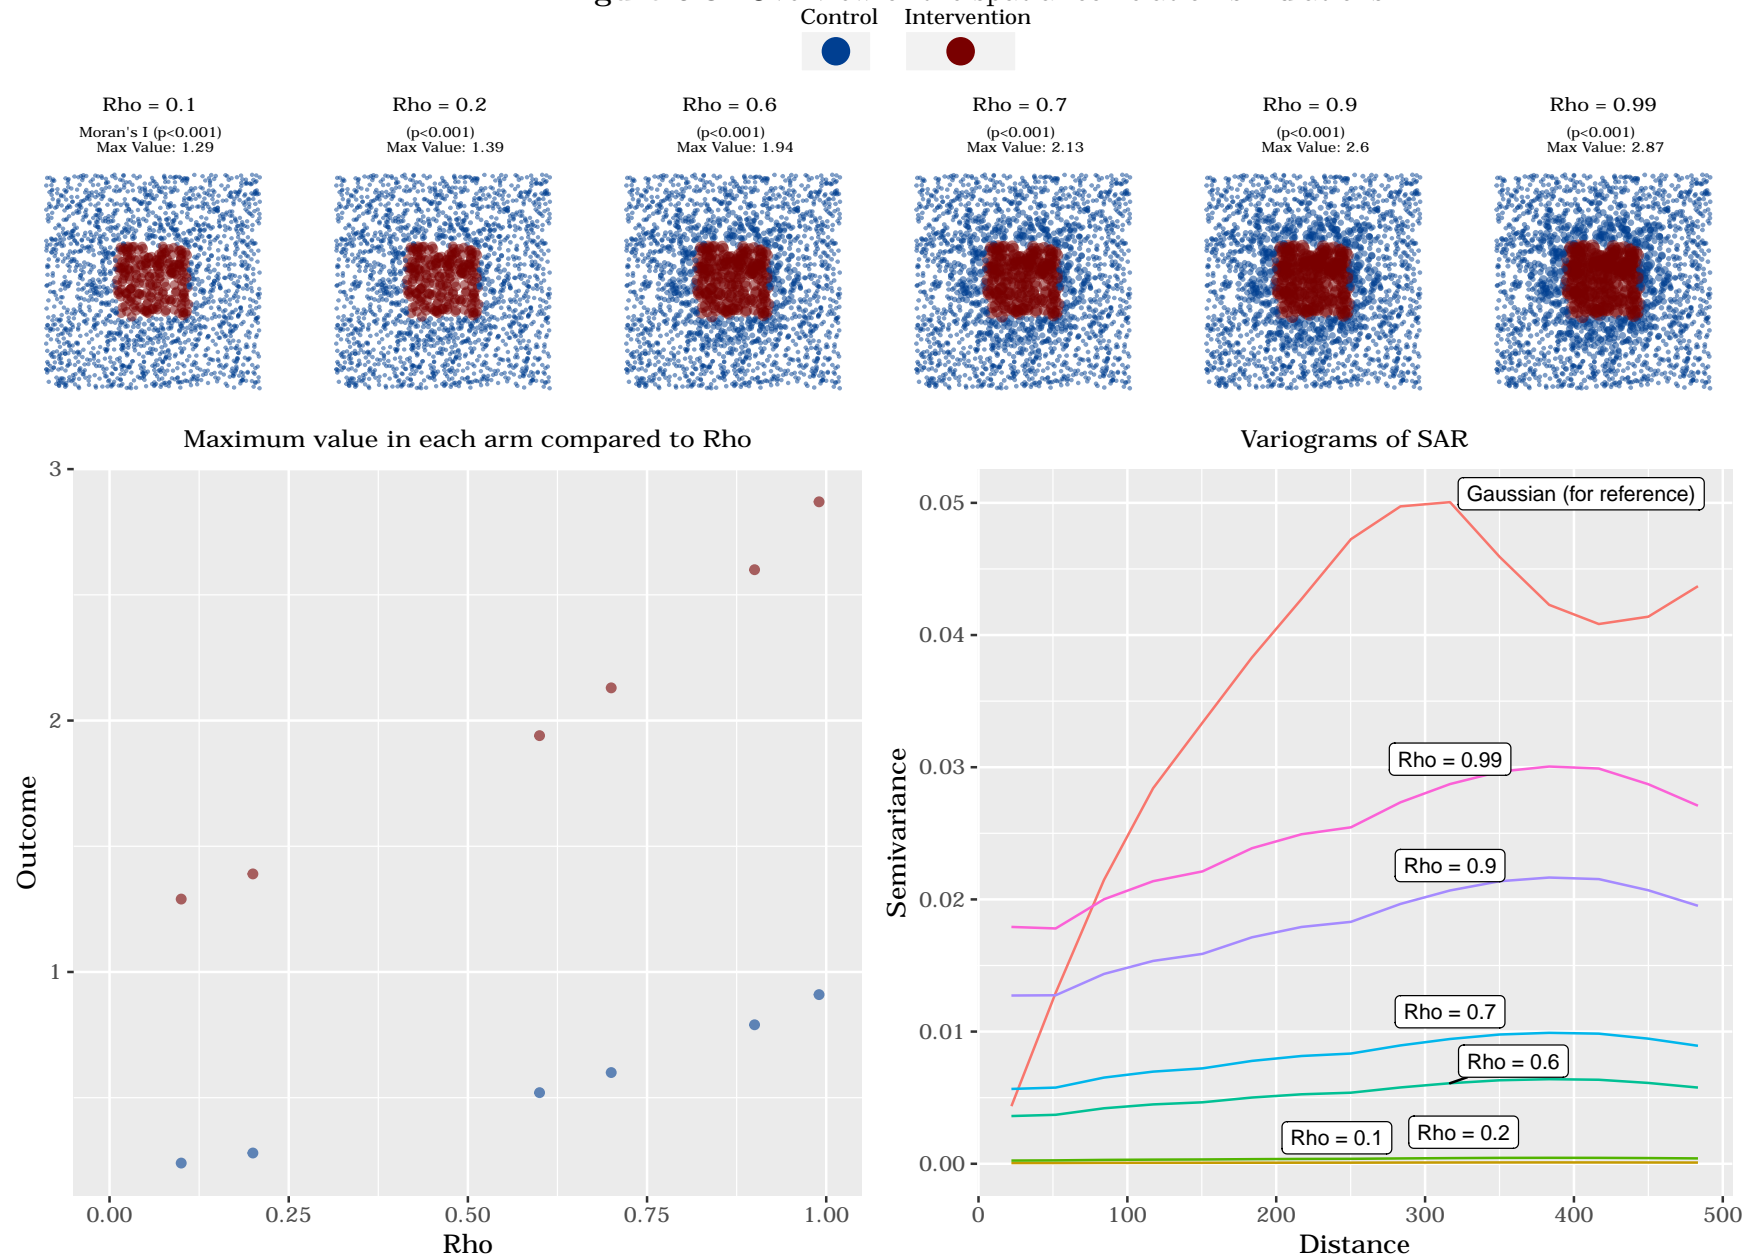 Control Intervention
Rho = 0.1 Rho = 0.2 Rho = 0.6 Rho = 0.7 Rho = 0.9 Rho = 0.99
Moran's I (p<0.001) (p<0.001) (p<0.001) (p<0.001) (p<0.001) (p<0.001)
Max Value: 1.29 Max Value: 1.39 Max Value: 1.94 Max Value: 2.13 Max Value: 2.6 Max Value: 2.87
Maximum value in each arm compared to Rho
3
2
1
Outcome
0.00 0.25 0.50 0.75 1.00
Rho
Variograms of SAR
0.05
0.04
0.03
0.02
0.01
0.00
Semivariance
Gaussian (for reference)
Rho = 0.99
Rho = 0.9
Rho = 0.7
Rho = 0.6
Rho = 0.1
Rho = 0.2
0 100 200 300 400 500
Distance